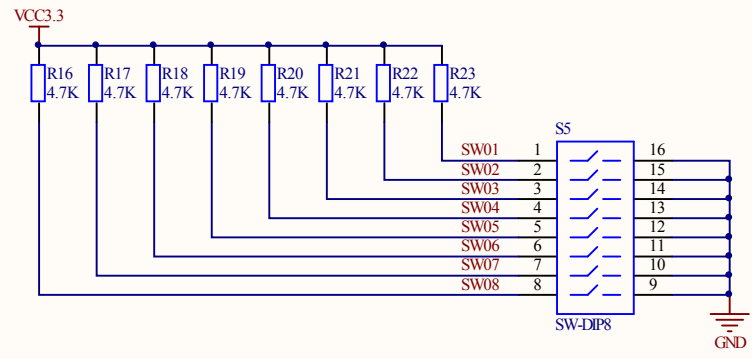 VCC3.3
R16 R17 R18 R19 R20 R21 R22 R23
4.7K 4.7K 4.7K 4.7K 4.7K 4.7K 4.7K 4.7K
S5
SW01 1 16
SW02 2 15
SW03 3 14
SW04 4 13
SW05 5 12
SW06 6 11
SW07 7 10
SW08 8 9
SW-DIP8
GND